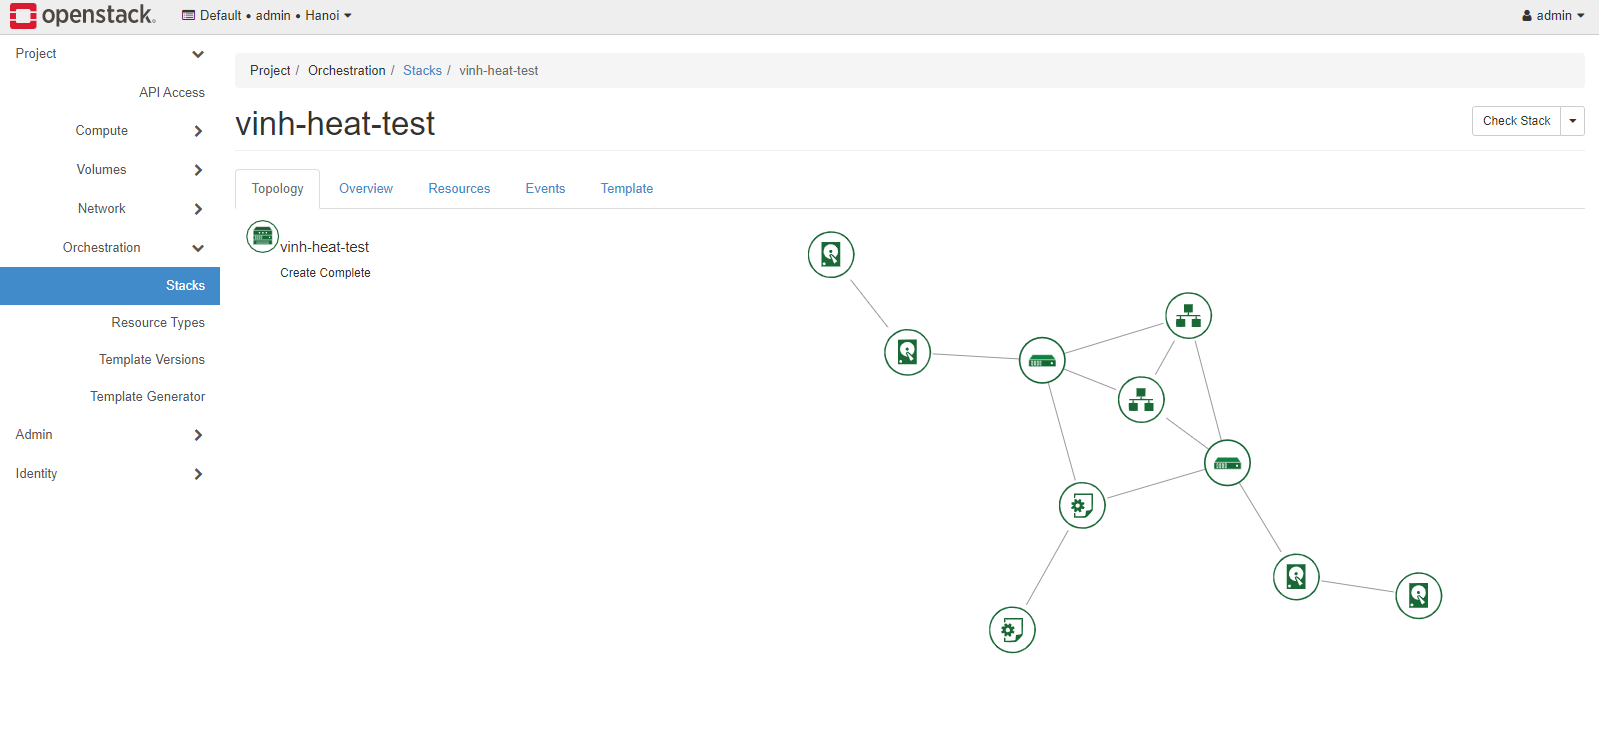 openstack.
Default • admin • Hanoi
admin
Project
API Access
Compute
Volumes
Network
Orchestration
Stacks
Resource Types
Template Versions
Template Generator
Admin
Identity
Project / Orchestration / Stacks / vinh-heat-test
vinh-heat-test
Check Stack
Topology Overview Resources Events Template
vinh-heat-test
Create Complete